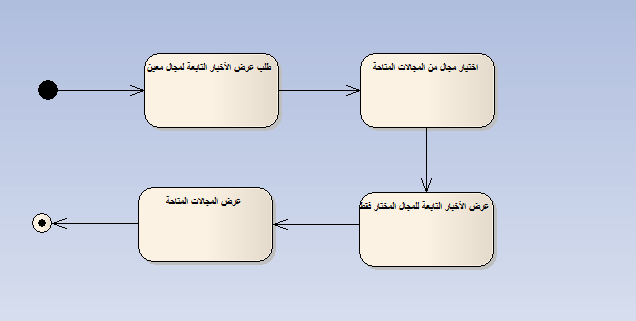 طلب عرض الأخبار التابعة لمجال معين
اختيار مجال من المجالات المتاحة
عرض الأخبار التابعة للمجال المختار فقط
عرض المجالات المتاحة